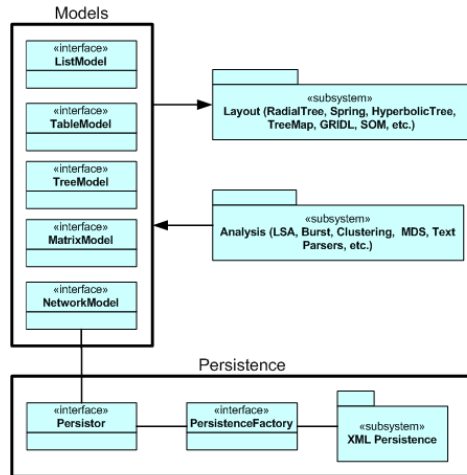 Models
«interface»
ListModel
«interface»
TableModel
«interface»
TreeModel
«interface»
MatrixModel
«interface»
NetworkModel
«subsystem»
Layout (RadialTree, Spring, HyperbolicTree,
TreeMap, GRIDL, SOM, etc.)
«subsystem»
Analysis (LSA, Burst, Clustering, MDS, Text
Parsers, etc.)
Persistence
«interface»
Persistor
«interface»
PersistenceFactory
«subsystem»
XML Persistence